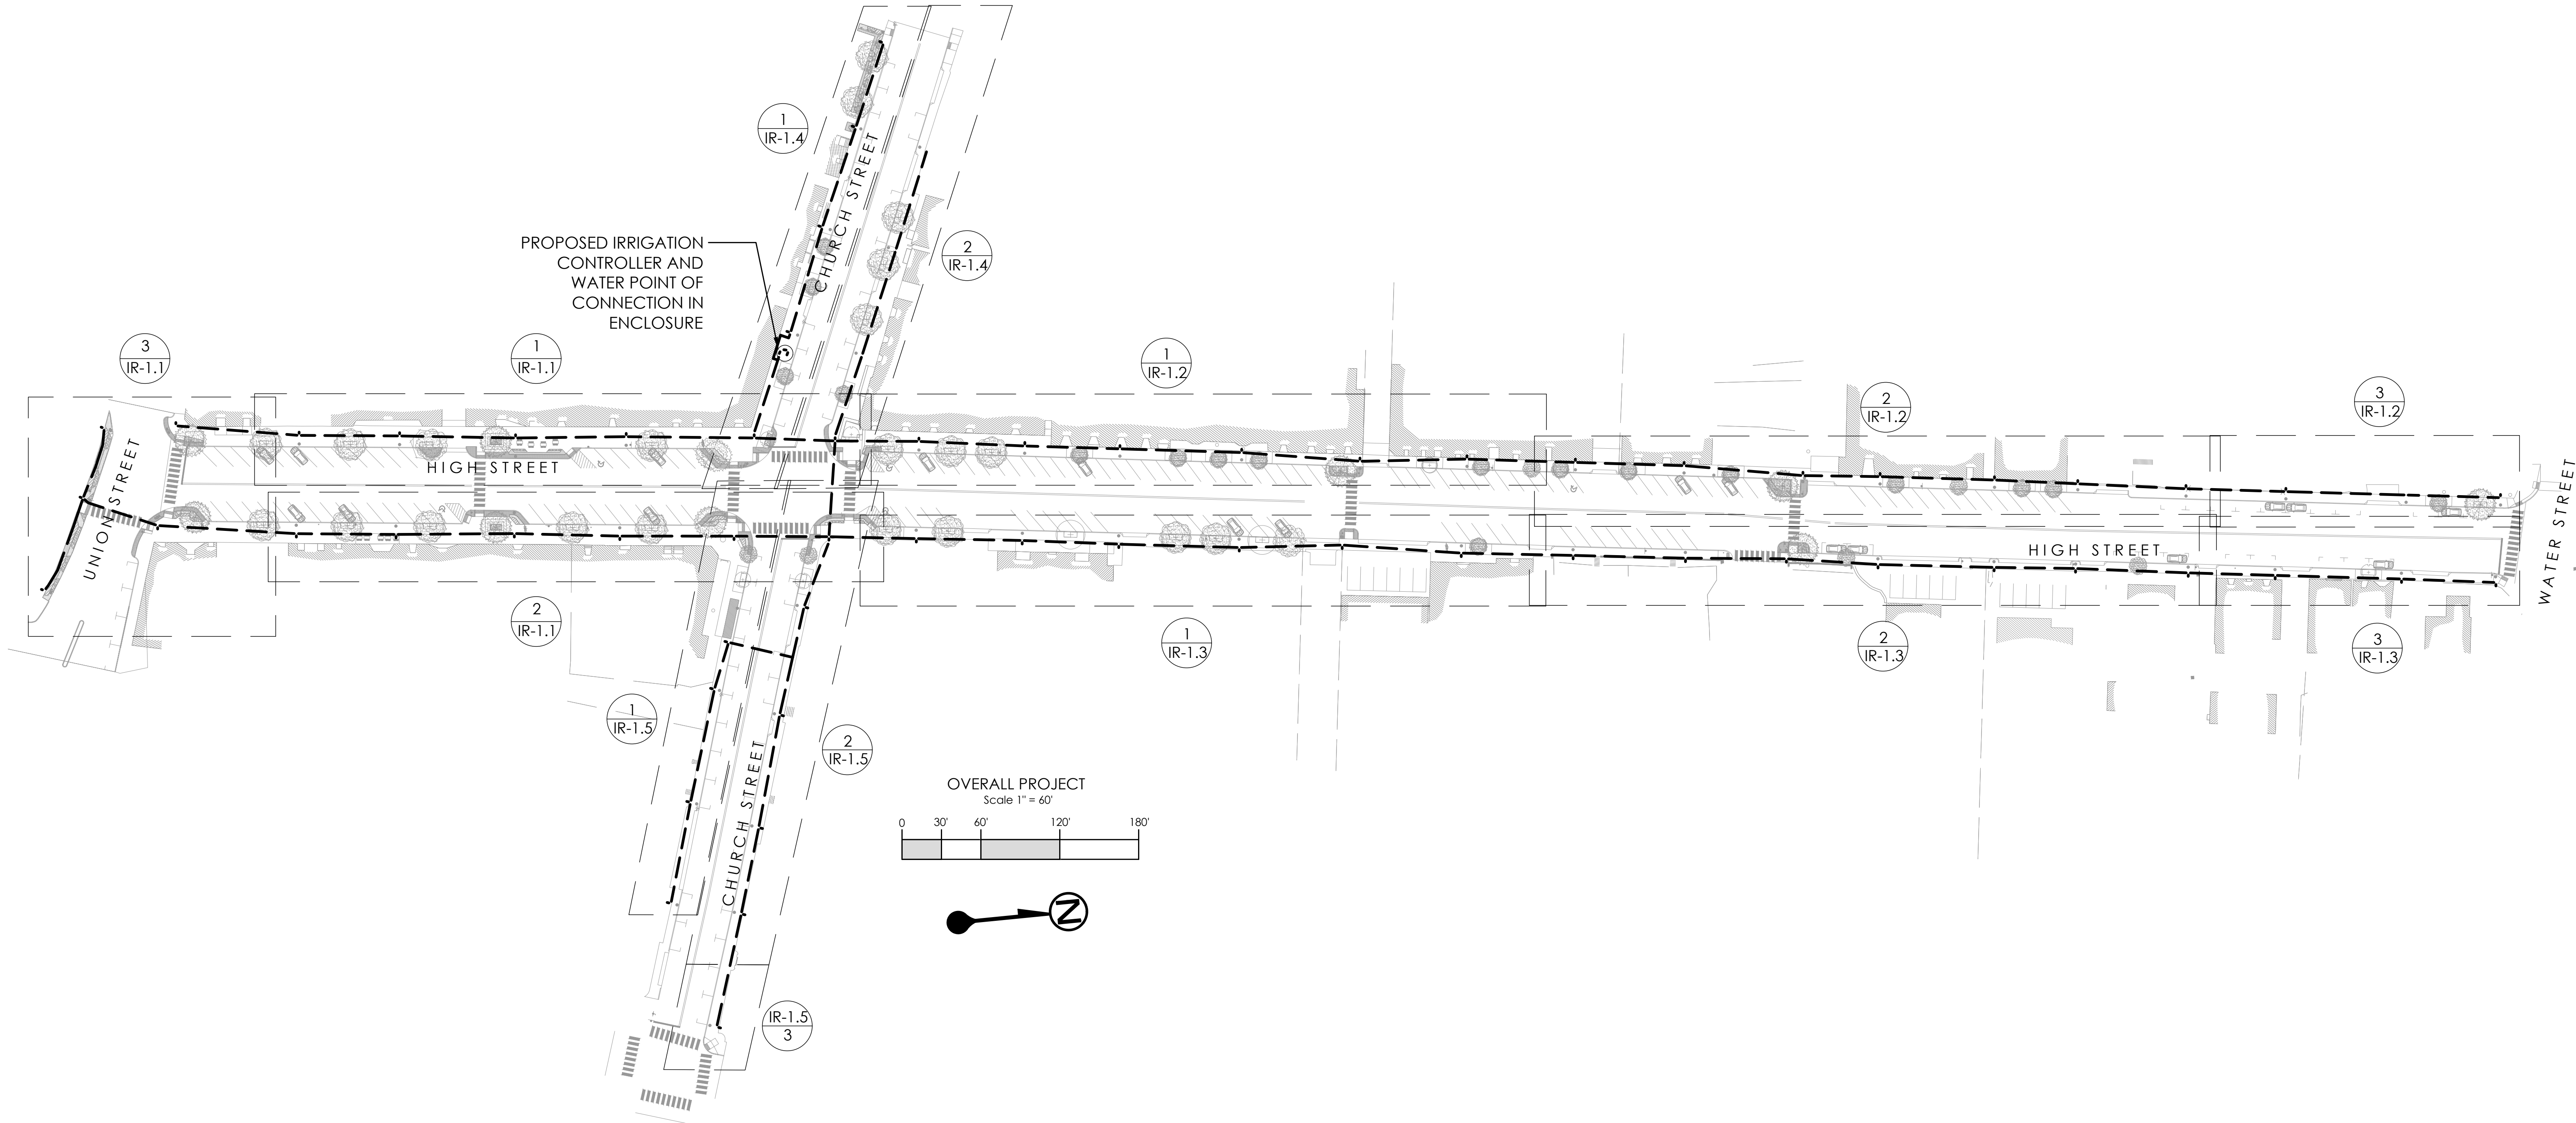 1
IR-1.4
CHURCH STREET
2
IR-1.4
PROPOSED IRRIGATION
CONTROLLER AND
WATER POINT OF
CONNECTION IN
ENCLOSURE
C
3
IR-1.1
1
IR-1.1
1
IR-1.2
2
IR-1.2
3
IR-1.2
UNION STREET
HIGH STREET
HIGH STREET
WATER STREET
2
IR-1.1
1
IR-1.3
2
IR-1.3
3
IR-1.3
1
IR-1.5
2
IR-1.5
CHURCH STREET
OVERALL PROJECT
Scale 1" = 60'
0 30' 60' 120' 180'
N
IR-1.5
3